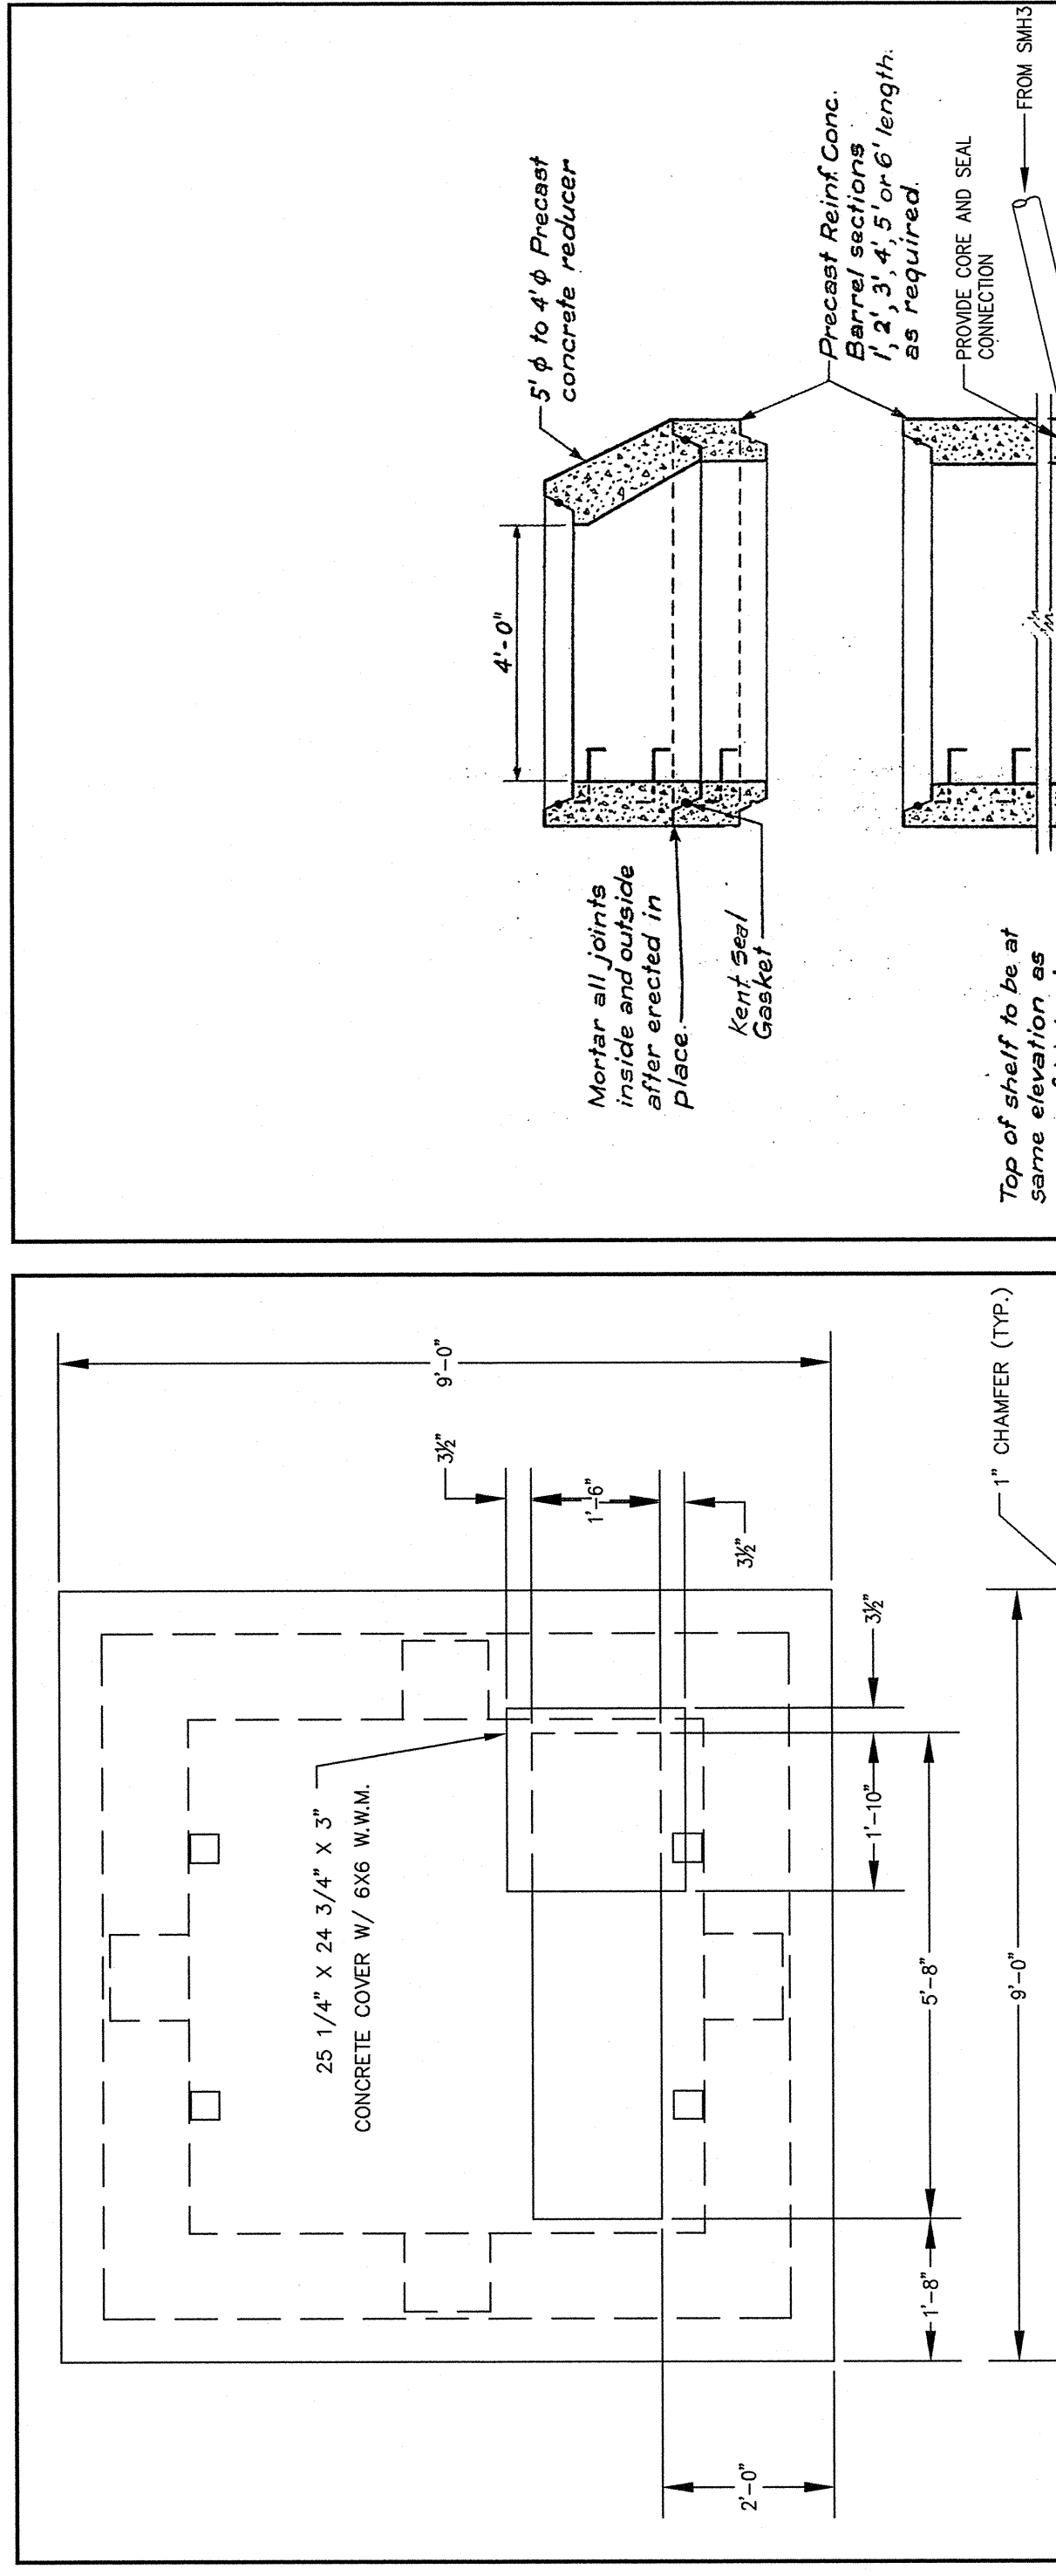 9'-0"
3½"
1'-6"
3½"
25 1/4" X 24 3/4" X 3"
CONCRETE COVER W/ 6X6 W.W.M.
3½"
1'-10"
5'-8"
1'-8"
2'-0"
9'-0"
1" CHAMFER (TYP.)
5' ϕ to 4' ϕ Precast
concrete reducer
4'-0"
Mortar all joints
inside and outside
after erected in
place.
Kent Seal
Gasket
Precast Reinf. Conc.
Barrel sections
1', 2', 3', 4', 5' or 6' length.
as required.
PROVIDE CORE AND SEAL
CONNECTION
FROM SMH3
Top of shelf to be at
same elevation as